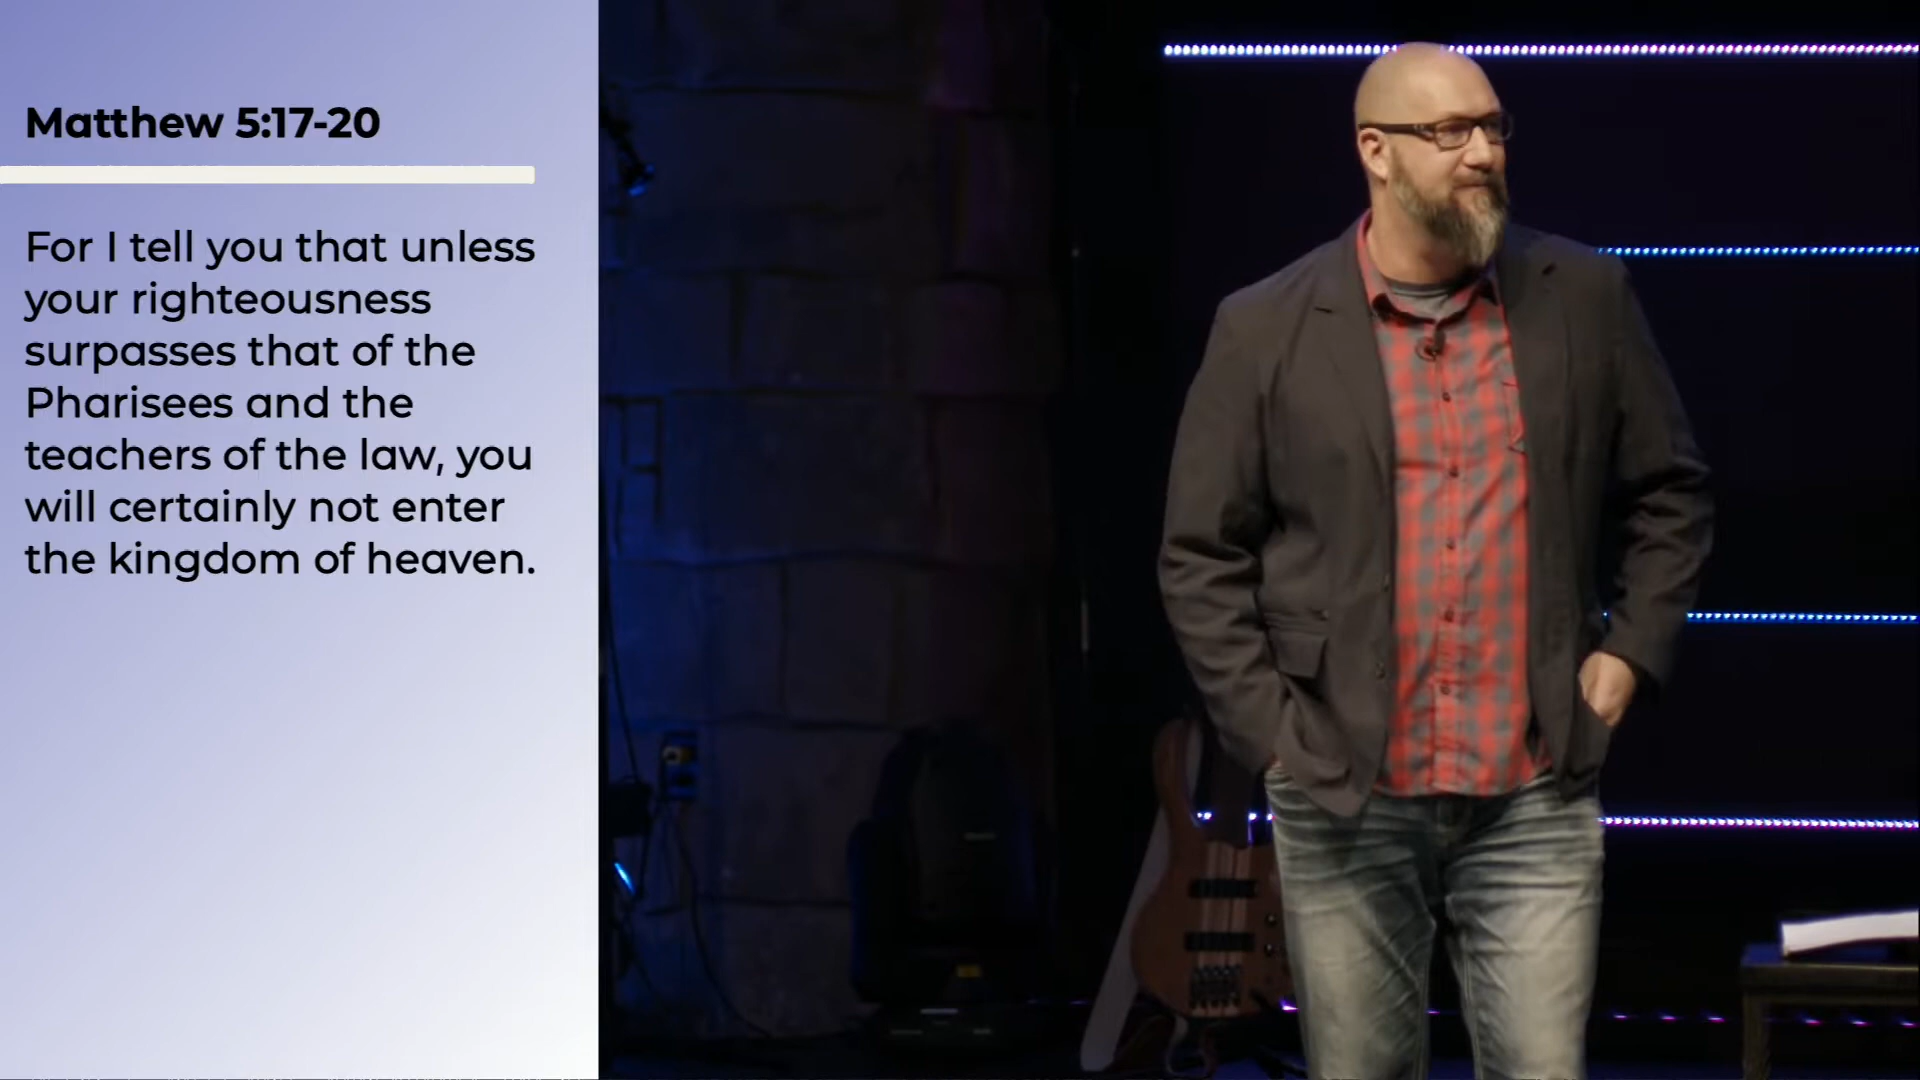 Matthew 5:17-20
For I tell you that unless
your righteousness
surpasses that of the
Pharisees and the
teachers of the law, you
will certainly not enter
the kingdom of heaven.